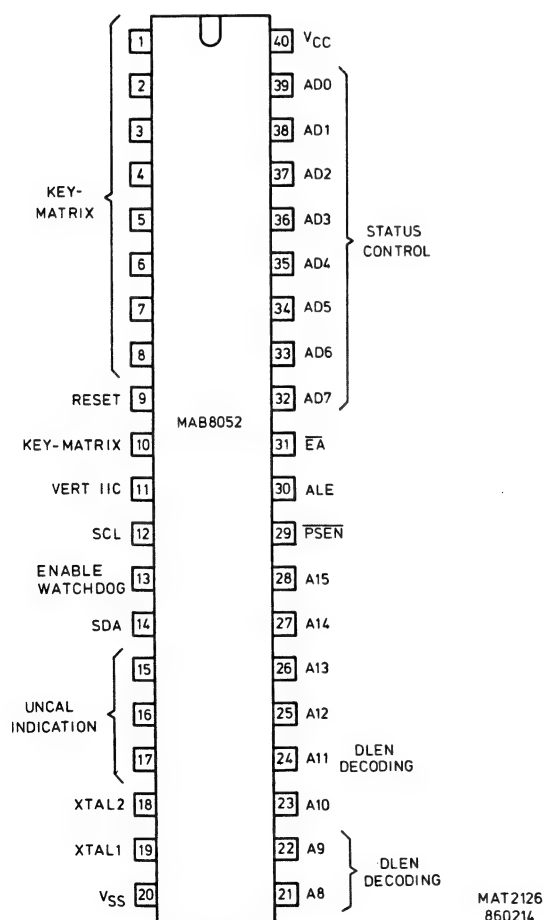 1 40 VCC
2 39 AD0
3 38 AD1
4 37 AD2
KEY-
MATRIX
5 36 AD3
STATUS
CONTROL
6 35 AD4
7 34 AD5
8 33 AD6
RESET 9 32 AD7
MAB8052
KEY-MATRIX 10 31 E̅A̅
VERT IIC 11 30 ALE
SCL 12 29 P̅S̅E̅N̅
ENABLE
WATCHDOG 13 28 A15
SDA 14 27 A14
15 26 A13
UNCAL
INDICATION
16 25 A12
17 24 A11 DLEN
DECODING
XTAL2 18 23 A10
XTAL1 19 22 A9
DLEN
DECODING
VSS 20 21 A8
MAT2126
860214